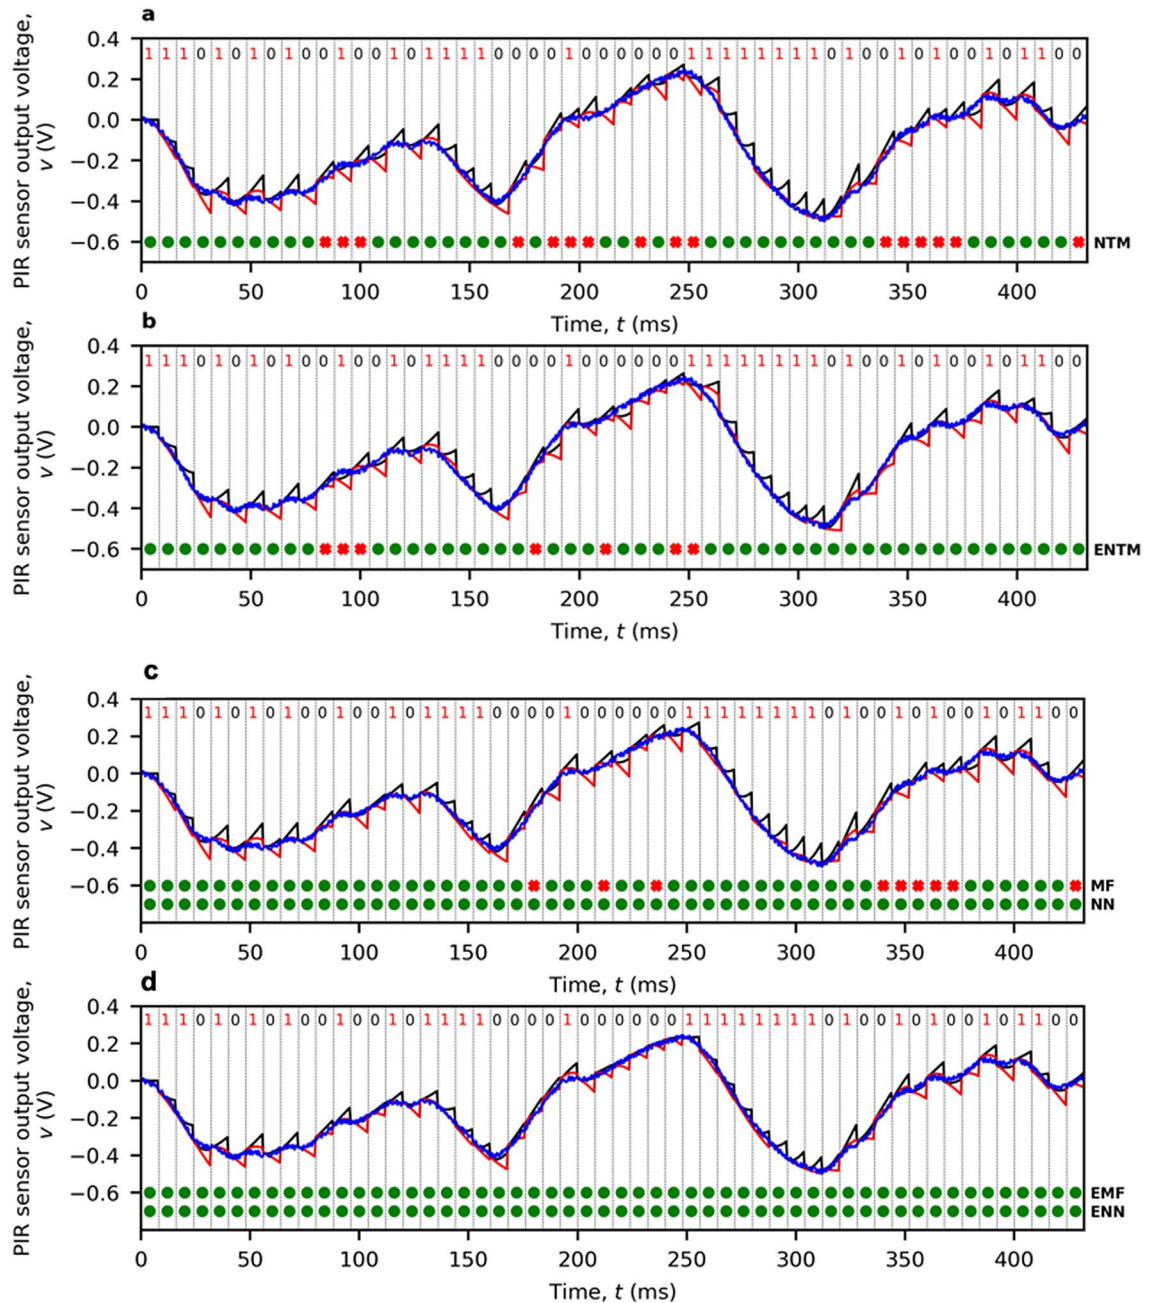 a
PIR sensor output voltage,
v (V)
0.4
1 1 1 0 1 0 1 0 1 0 0 1 0 0 1 0 1 1 1 1 0 0 0 0 1 0 0 0 0 0 0 1 1 1 1 1 1 1 1 0 1 0 0 1 0 1 0 0 1 0 1 1 0 0
0.2
0.0
−0.2
−0.4
−0.6
NTM
0 50 100 150 200 250 300 350 400
Time, t (ms)
b
PIR sensor output voltage,
v (V)
0.4
1 1 1 0 1 0 1 0 1 0 0 1 0 0 1 0 1 1 1 1 0 0 0 0 1 0 0 0 0 0 0 1 1 1 1 1 1 1 1 0 1 0 0 1 0 1 0 0 1 0 1 1 0 0
0.2
0.0
−0.2
−0.4
−0.6
ENTM
0 50 100 150 200 250 300 350 400
Time, t (ms)
c
PIR sensor output voltage,
v (V)
0.4
1 1 1 0 1 0 1 0 1 0 0 1 0 0 1 0 1 1 1 1 0 0 0 0 1 0 0 0 0 0 0 1 1 1 1 1 1 1 1 0 1 0 0 1 0 1 0 0 1 0 1 1 0 0
0.2
0.0
−0.2
−0.4
−0.6
MF
NN
0 50 100 150 200 250 300 350 400
Time, t (ms)
d
PIR sensor output voltage,
v (V)
0.4
1 1 1 0 1 0 1 0 1 0 0 1 0 0 1 0 1 1 1 1 0 0 0 0 1 0 0 0 0 0 0 1 1 1 1 1 1 1 1 0 1 0 0 1 0 1 0 0 1 0 1 1 0 0
0.2
0.0
−0.2
−0.4
−0.6
EMF
ENN
0 50 100 150 200 250 300 350 400
Time, t (ms)